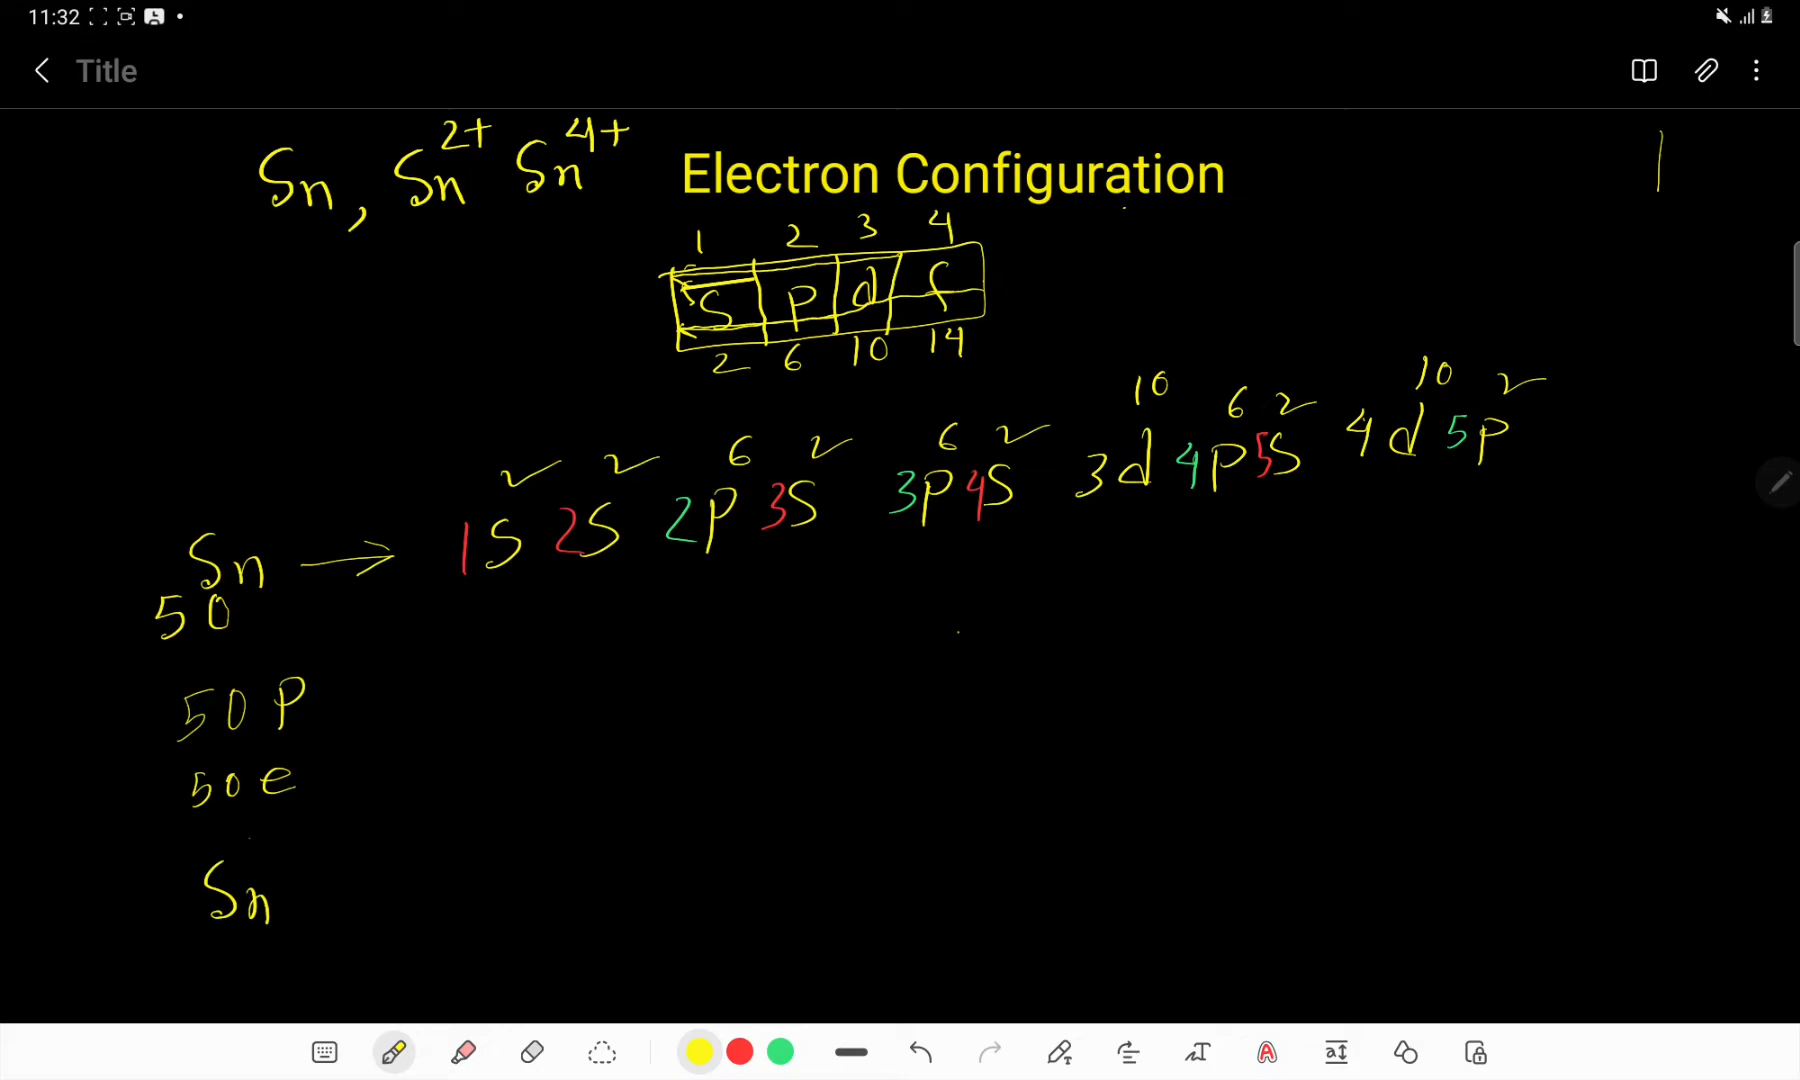 11:32
Title
Sn, Sn²⁺ Sn⁴⁺ Electron Configuration
1 2 3 4
S P d f
2 6 10 14
Sn → 1S² 2S² 2P⁶ 3S² 3P⁶ 4S² 3d¹⁰ 4P⁶ 5S² 4d¹⁰ 5P²
50
50 P
50 e
Sn